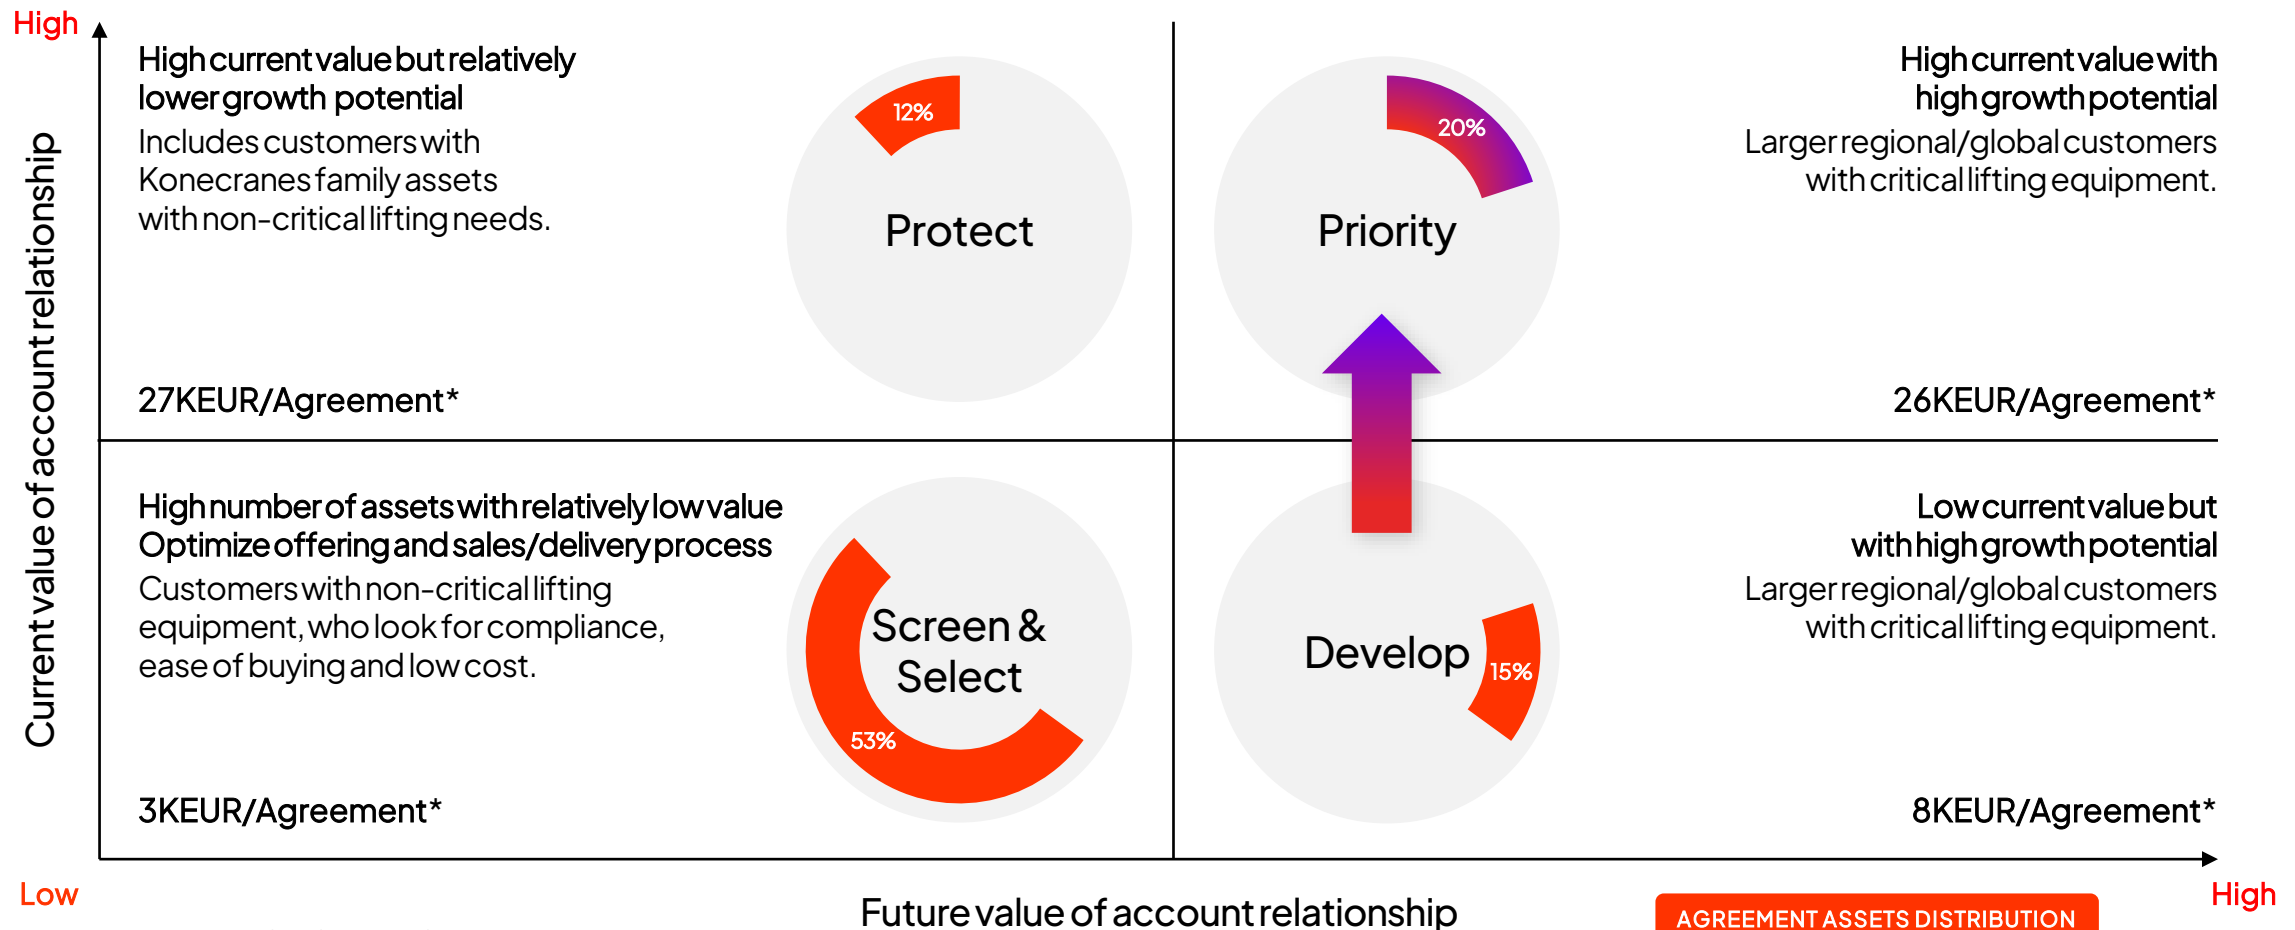 High
Current value of account relationship
High current value but relatively
lower growth potential
Includes customers with
Konecranes family assets
with non-critical lifting needs.
27KEUR/Agreement*
12%
Protect
20%
Priority
High current value with
high growth potential
Larger regional/global customers
with critical lifting equipment.
26KEUR/Agreement*
High number of assets with relatively low value
Optimize offering and sales/delivery process
Customers with non-critical lifting
equipment, who look for compliance,
ease of buying and low cost.
3KEUR/Agreement*
Screen &
Select
53%
Develop
15%
Low current value but
with high growth potential
Larger regional/global customers
with critical lifting equipment.
8KEUR/Agreement*
Low
Future value of account relationship
High
AGREEMENT ASSETS DISTRIBUTION